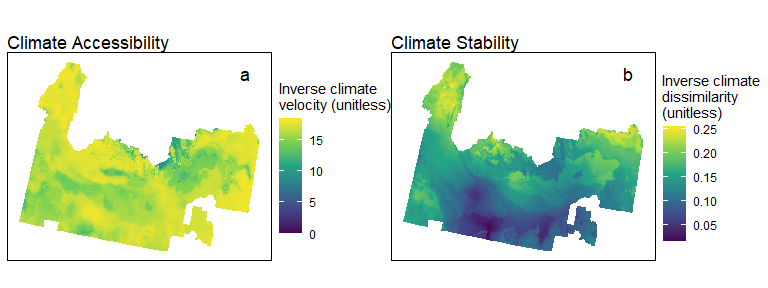 Climate Accessibility
a
Inverse climate
velocity (unitless)
15
10
5
0
Climate Stability
b
Inverse climate
dissimilarity
(unitless)
0.25
0.20
0.15
0.10
0.05